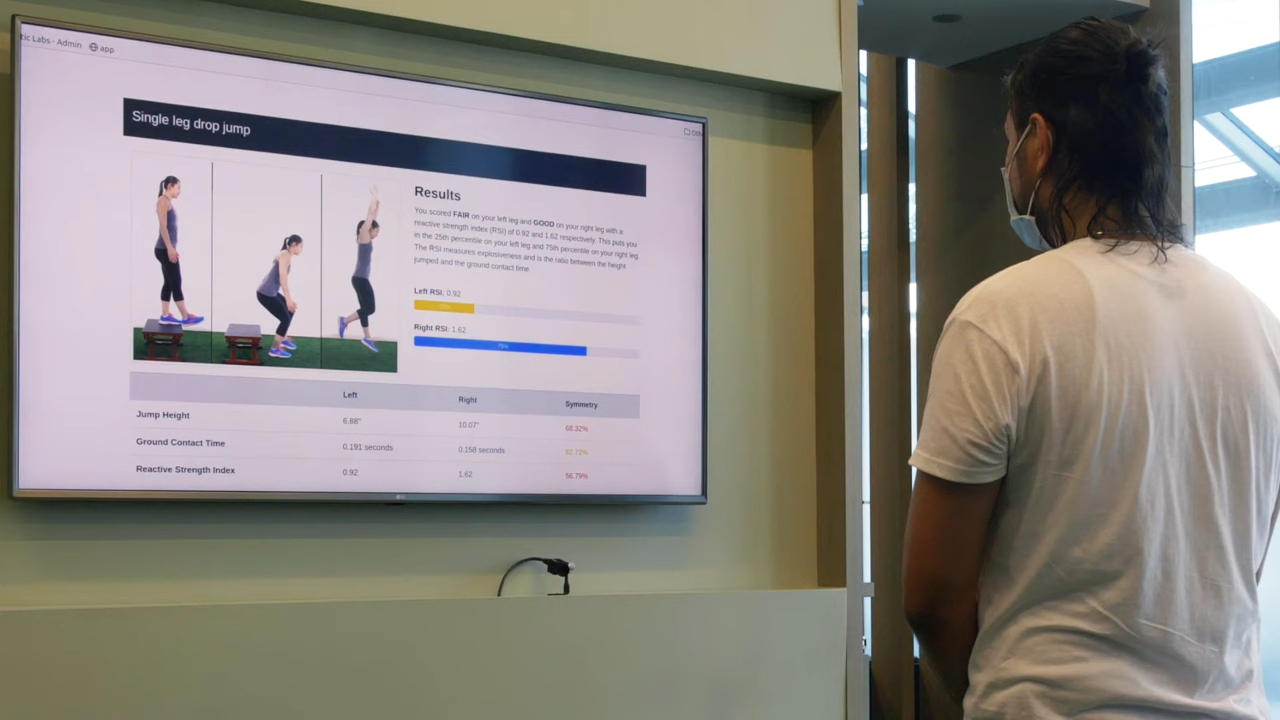 tic Labs - Admin app
Single leg drop jump
Results
You scored FAIR on your left leg and GOOD on your right leg with a
reactive strength index (RSI) of 0.92 and 1.62 respectively. This puts you
in the 25th percentile on your left leg and 75th percentile on your right leg.
The RSI measures explosiveness and is the ratio between the height
jumped and the ground contact time.
Left RSI: 0.92
Right RSI: 1.62
75%
Left Right Symmetry
Jump Height 6.88" 10.07" 68.32%
Ground Contact Time 0.191 seconds 0.158 seconds 82.72%
Reactive Strength Index 0.92 1.62 56.79%
LG